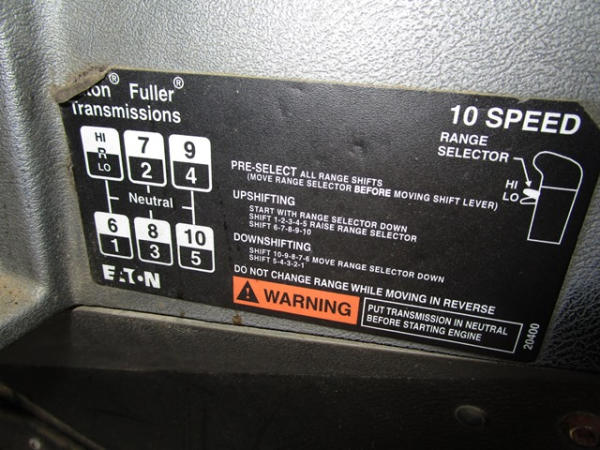 ton® Fuller®
Transmissions
10 SPEED
RANGE
SELECTOR
HI
LO
HI
R
LO
7
2
9
4
Neutral
6
1
8
3
10
5
EATON
PRE-SELECT ALL RANGE SHIFTS
(MOVE RANGE SELECTOR BEFORE MOVING SHIFT LEVER)
UPSHIFTING
START WITH RANGE SELECTOR DOWN
SHIFT 1-2-3-4-5 RAISE RANGE SELECTOR
SHIFT 6-7-8-9-10
DOWNSHIFTING
SHIFT 10-9-8-7-6 MOVE RANGE SELECTOR DOWN
SHIFT 5-4-3-2-1
DO NOT CHANGE RANGE WHILE MOVING IN REVERSE
WARNING
PUT TRANSMISSION IN NEUTRAL
BEFORE STARTING ENGINE
20400